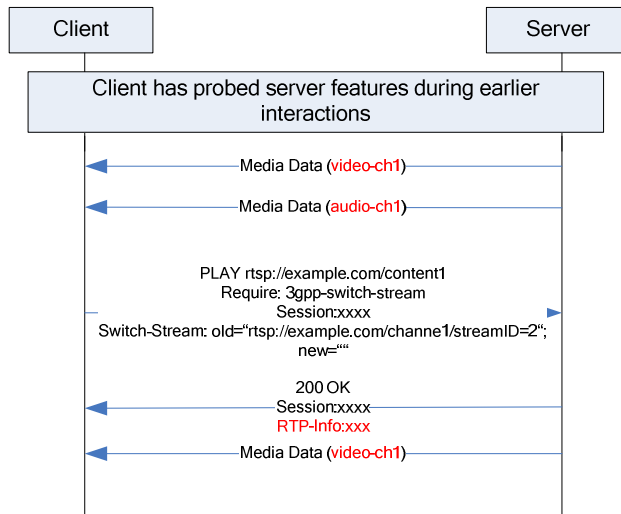 Client
Server
Client has probed server features during earlier
interactions
Media Data (video-ch1)
Media Data (audio-ch1)
PLAY rtsp://example.com/content1
Require: 3gpp-switch-stream
Session:xxxx
Switch-Stream: old=“rtsp://example.com/channe1/streamID=2“;
new=““
200 OK
Session:xxxx
RTP-Info:xxx
Media Data (video-ch1)